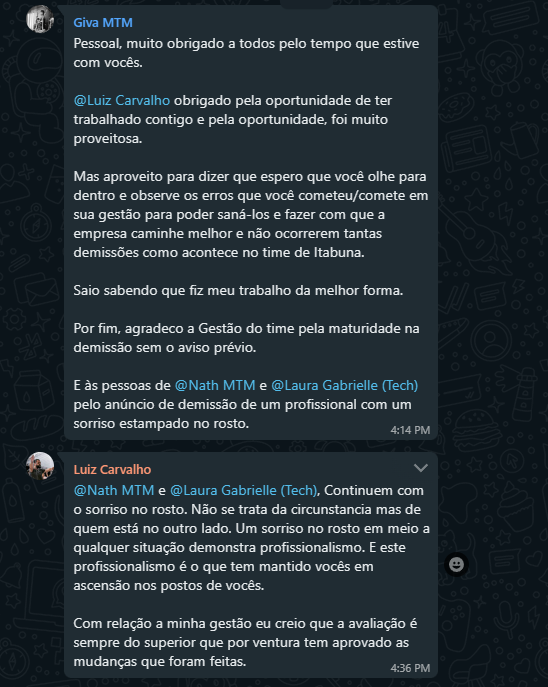 Giva MTM
Pessoal, muito obrigado a todos pelo tempo que estive
com vocês.
@Luiz Carvalho obrigado pela oportunidade de ter
trabalhado contigo e pela oportunidade, foi muito
proveitosa.
Mas aproveito para dizer que espero que você olhe para
dentro e observe os erros que você cometeu/comete em
sua gestão para poder saná-los e fazer com que a
empresa caminhe melhor e não ocorrerem tantas
demissões como acontece no time de Itabuna.
Saio sabendo que fiz meu trabalho da melhor forma.
Por fim, agradeco a Gestão do time pela maturidade na
demissão sem o aviso prévio.
E às pessoas de @Nath MTM e @Laura Gabrielle (Tech)
pelo anúncio de demissão de um profissional com um
sorriso estampado no rosto.
4:14 PM
Luiz Carvalho
@Nath MTM e @Laura Gabrielle (Tech), Continuem com
o sorriso no rosto. Não se trata da circunstancia mas de
quem está no outro lado. Um sorriso no rosto em meio a
qualquer situação demonstra profissionalismo. E este
profissionalismo é o que tem mantido vocês em
ascensão nos postos de vocês.
Com relação a minha gestão eu creio que a avaliação é
sempre do superior que por ventura tem aprovado as
mudanças que foram feitas.
4:36 PM